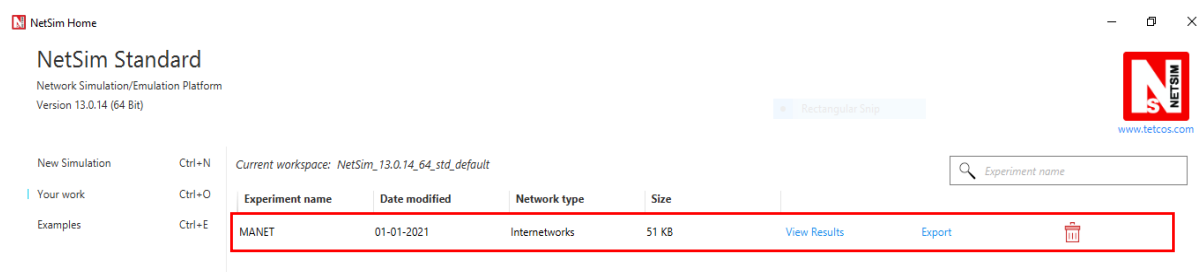 NetSim Home
NetSim Standard
Network Simulation/Emulation Platform
Version 13.0.14 (64 Bit)
Rectangular Snip
N S NETSIM
www.tetcos.com
New Simulation Ctrl+N
Current workspace: NetSim_13.0.14_64_std_default
Experiment name
Your work Ctrl+O
Experiment name Date modified Network type Size
Examples Ctrl+E
MANET 01-01-2021 Internetworks 51 KB View Results Export